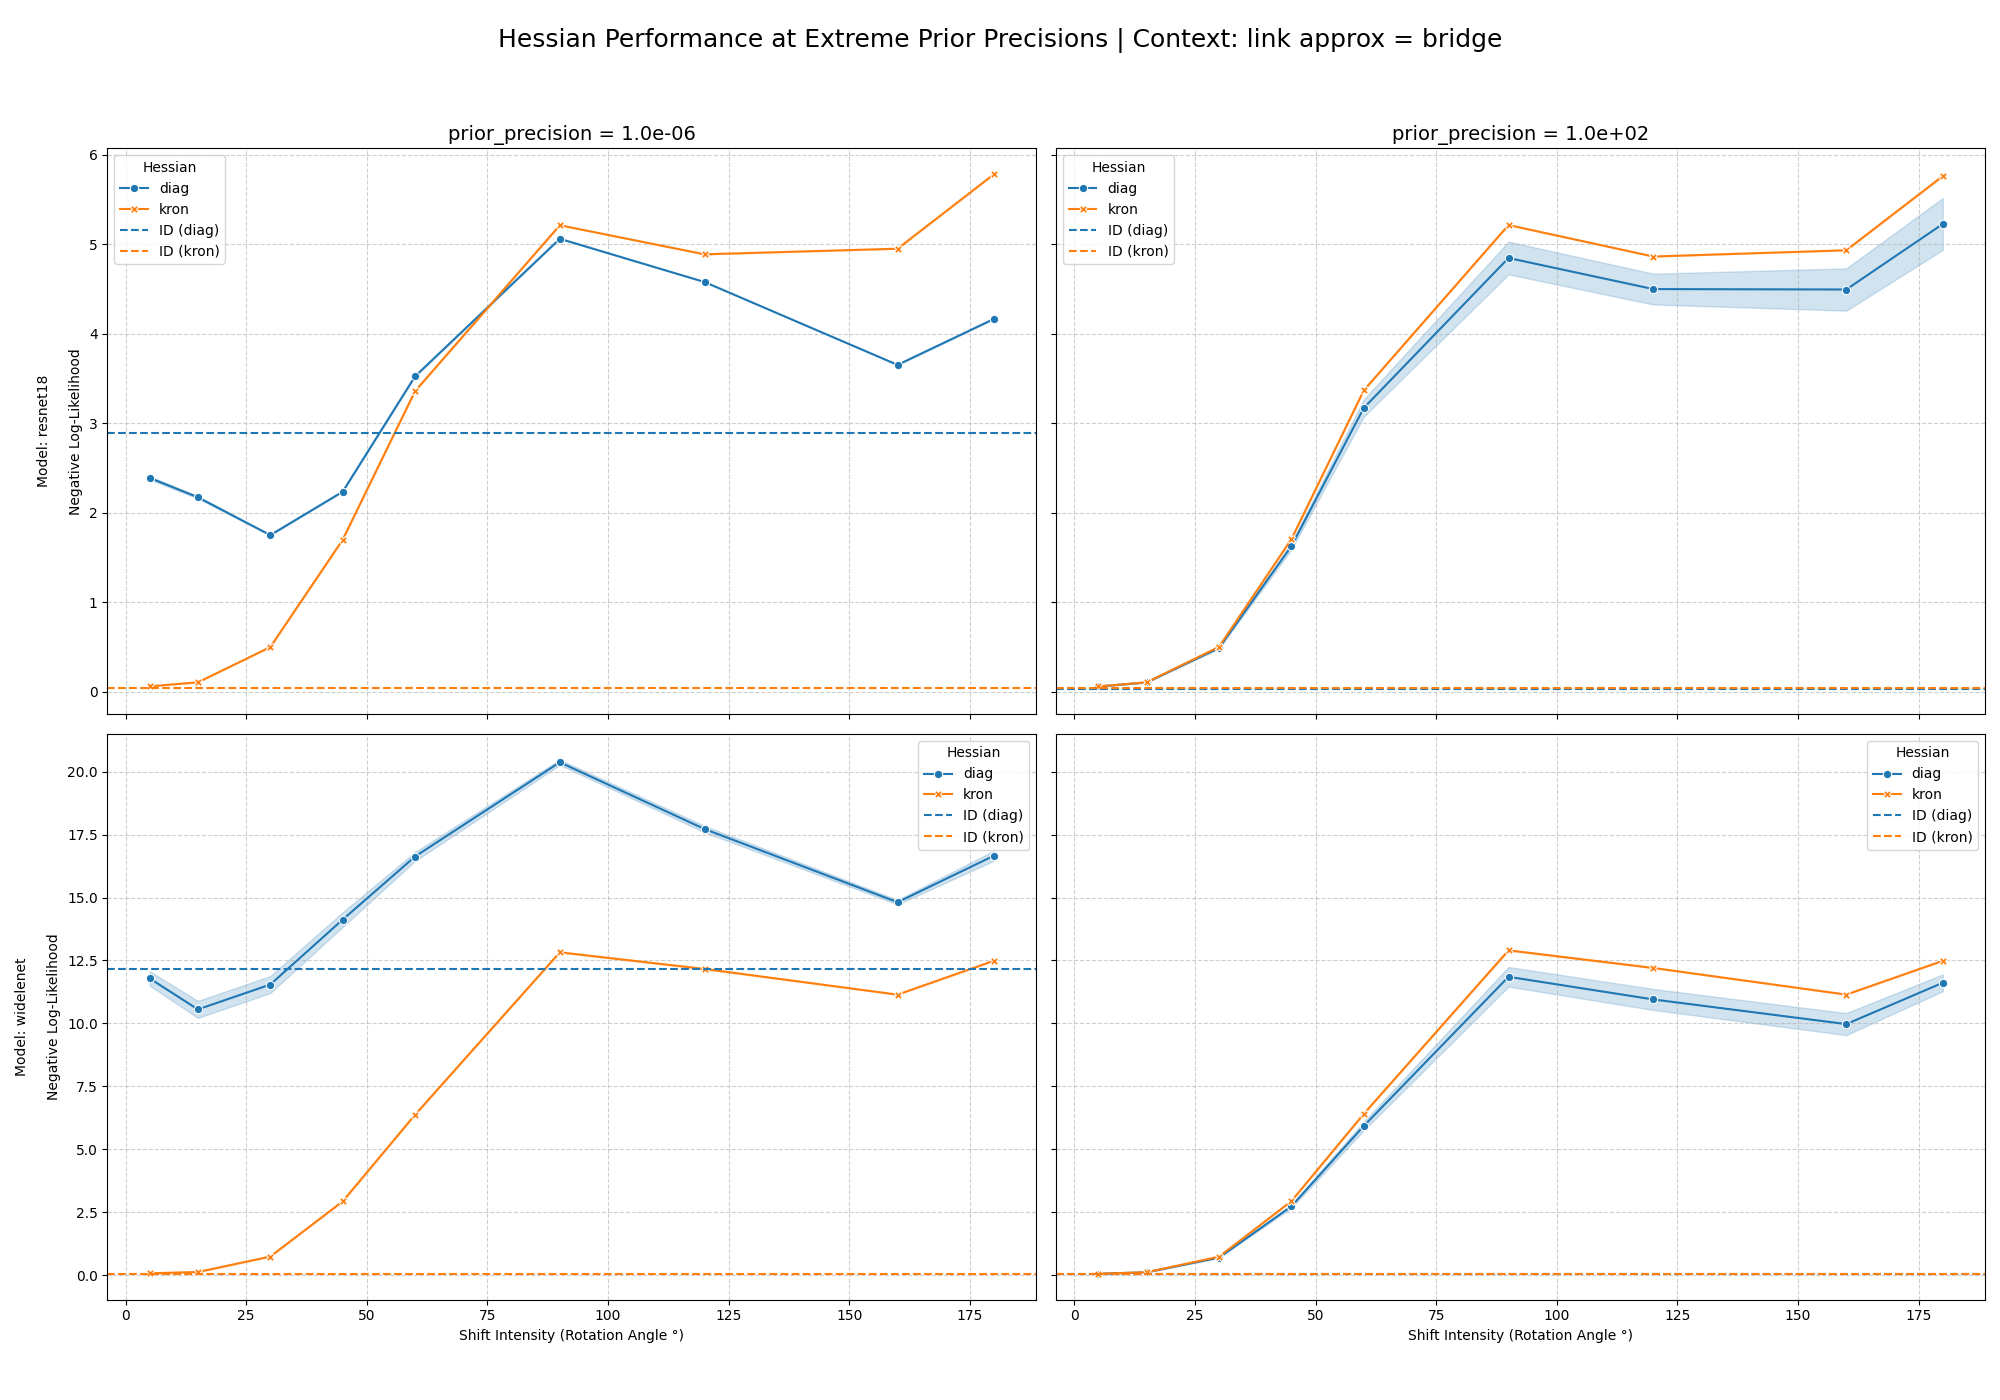 Hessian Performance at Extreme Prior Precisions | Context: link approx = bridge
prior_precision = 1.0e-06
prior_precision = 1.0e+02
Model: resnet18
Negative Log-Likelihood
6
5
4
3
2
1
0
Hessian
diag
kron
ID (diag)
ID (kron)
Hessian
diag
kron
ID (diag)
ID (kron)
Model: widelenet
Negative Log-Likelihood
20.0
17.5
15.0
12.5
10.0
7.5
5.0
2.5
0.0
Hessian
diag
kron
ID (diag)
ID (kron)
Hessian
diag
kron
ID (diag)
ID (kron)
0 25 50 75 100 125 150 175
0 25 50 75 100 125 150 175
Shift Intensity (Rotation Angle °)
Shift Intensity (Rotation Angle °)